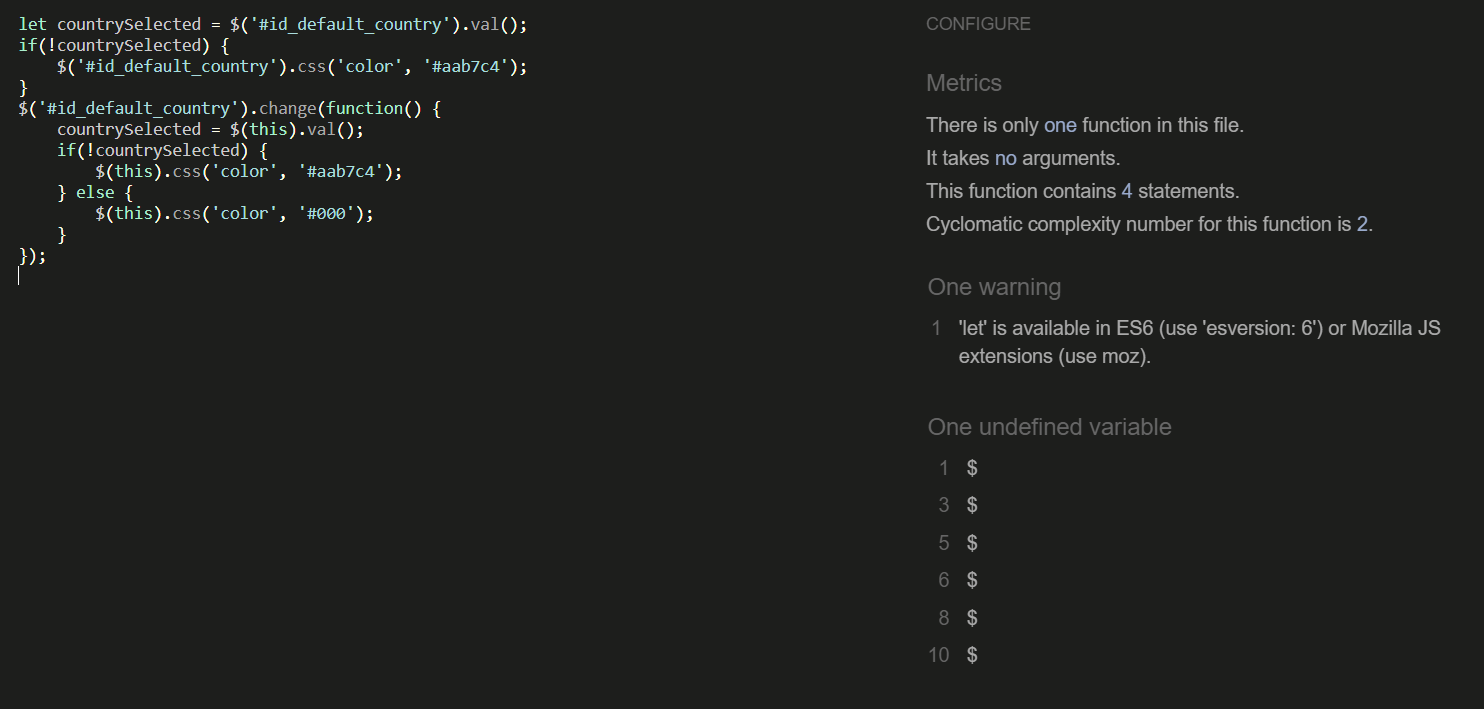 let countrySelected = $('#id_default_country').val();
if(!countrySelected) {
    $('#id_default_country').css('color', '#aab7c4');
}
$('#id_default_country').change(function() {
    countrySelected = $(this).val();
    if(!countrySelected) {
        $(this).css('color', '#aab7c4');
    } else {
        $(this).css('color', '#000');
    }
});
CONFIGURE
Metrics
There is only one function in this file.
It takes no arguments.
This function contains 4 statements.
Cyclomatic complexity number for this function is 2.
One warning
1 'let' is available in ES6 (use 'esversion: 6') or Mozilla JS
extensions (use moz).
One undefined variable
1 $
3 $
5 $
6 $
8 $
10 $